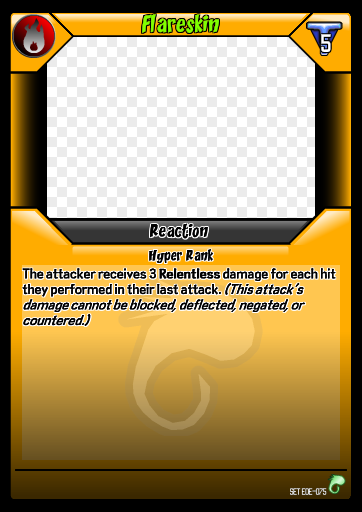 Flareskin
5
Reaction
Hyper Rank
The attacker receives 3 Relentless damage for each hit
they performed in their last attack. (This attack's
damage cannot be blocked, deflected, negated, or
countered.)
SET EOE-075